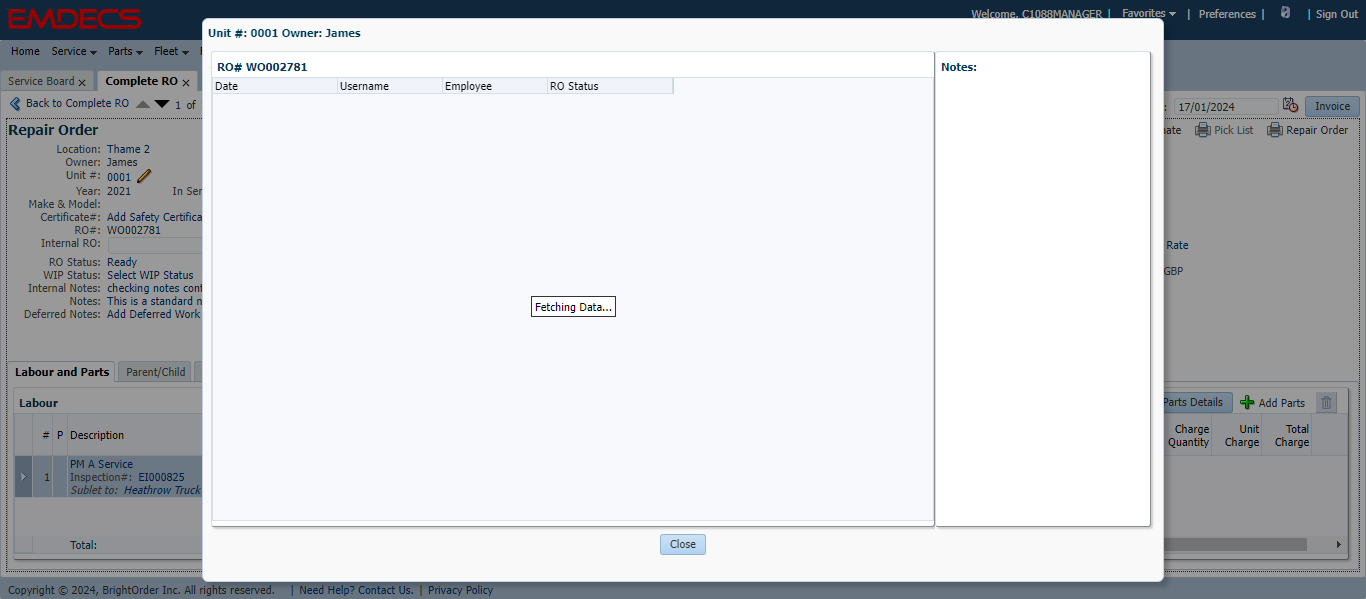 EMDECS
Welcome, C1088MANAGER | Favorites | Preferences | | Sign Out
Home Service Parts Fleet
Service Board x Complete RO x
Back to Complete RO 1 of
17/01/2024 Invoice
Pick List Repair Order
Repair Order
Location: Thame 2
Owner: James
Unit #: 0001
Year: 2021 In Ser
Make & Model:
Certificate#: Add Safety Certifica
RO#: WO002781
Internal RO:
RO Status: Ready
WIP Status: Select WIP Status
Internal Notes: checking notes cont
Notes: This is a standard n
Deferred Notes: Add Deferred Work
Rate
GBP
Labour and Parts Parent/Child
Labour
# P Description
1 PM A Service
Inspection#: EI000825
Sublet to: Heathrow Truck
Total:
Parts Details Add Parts
Charge Quantity Unit Charge Total Charge
Unit #: 0001 Owner: James
RO# WO002781
Date Username Employee RO Status
Fetching Data...
Notes:
Close
Copyright © 2024, BrightOrder Inc. All rights reserved. | Need Help? Contact Us. | Privacy Policy